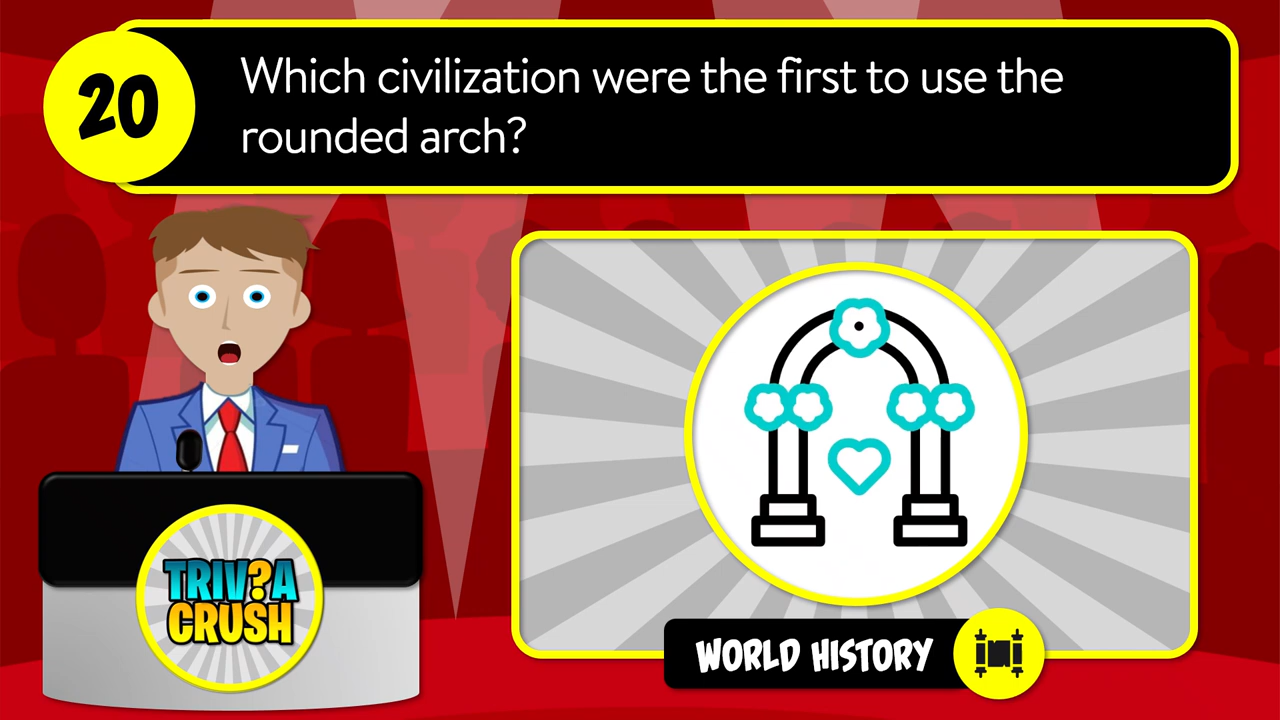 20
Which civilization were the first to use the
rounded arch?
TRIV?A
CRUSH
WORLD HISTORY